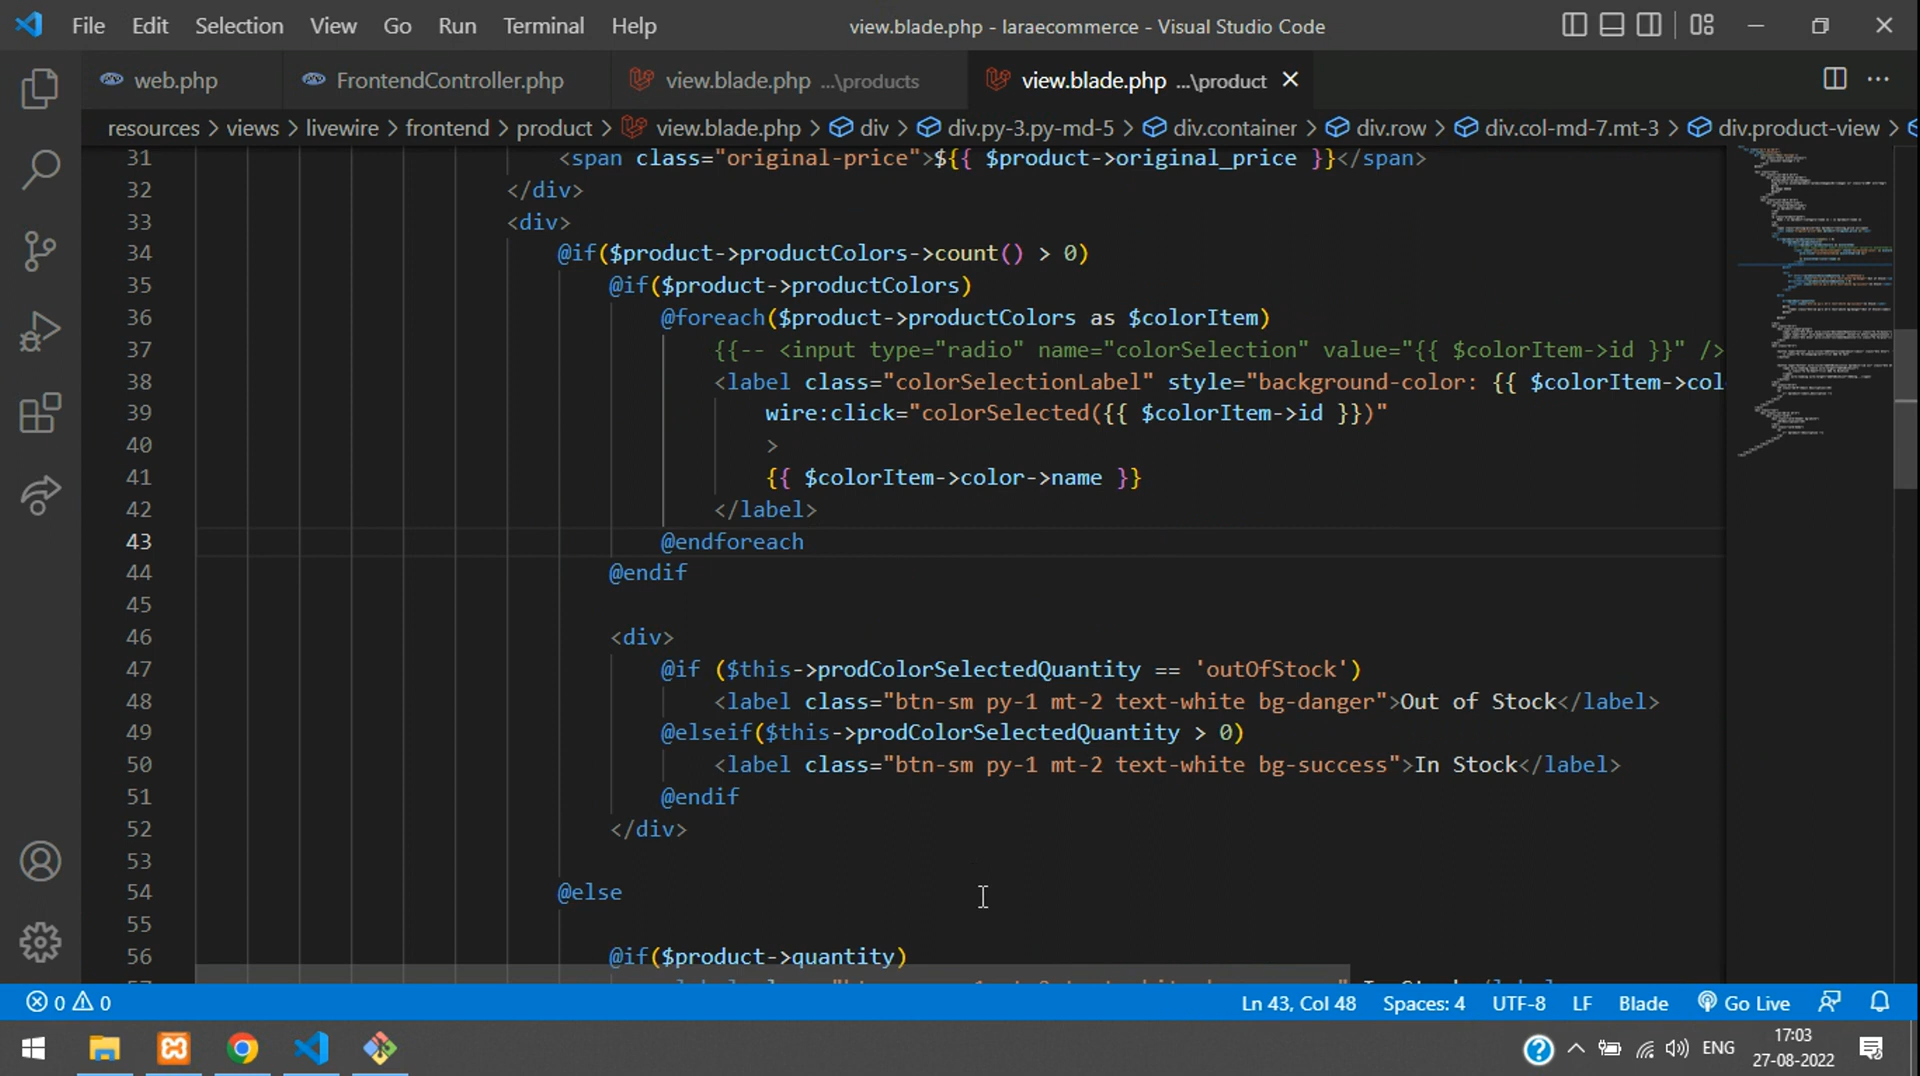 File Edit Selection View Go Run Terminal Help view.blade.php - laraecommerce - Visual Studio Code
web.php FrontendController.php view.blade.php ...\products view.blade.php ...\product
resources > views > livewire > frontend > product > view.blade.php > div > div.py-3.py-md-5 > div.container > div.row > div.col-md-7.mt-3 > div.product-view >
31 <span class="original-price">${{ $product->original_price }}</span>
32 </div>
33 <div>
34 @if($product->productColors->count() > 0)
35 @if($product->productColors)
36 @foreach($product->productColors as $colorItem)
37 {{-- <input type="radio" name="colorSelection" value="{{ $colorItem->id }}" />
38 <label class="colorSelectionLabel" style="background-color: {{ $colorItem->col
39 wire:click="colorSelected({{ $colorItem->id }})"
40 >
41 {{ $colorItem->color->name }}
42 </label>
43 @endforeach
44 @endif
45
46 <div>
47 @if ($this->prodColorSelectedQuantity == 'outOfStock')
48 <label class="btn-sm py-1 mt-2 text-white bg-danger">Out of Stock</label>
49 @elseif($this->prodColorSelectedQuantity > 0)
50 <label class="btn-sm py-1 mt-2 text-white bg-success">In Stock</label>
51 @endif
52 </div>
53
54 @else
55
56 @if($product->quantity)
0 0 Ln 43, Col 48 Spaces: 4 UTF-8 LF Blade Go Live
ENG 17:03
27-08-2022